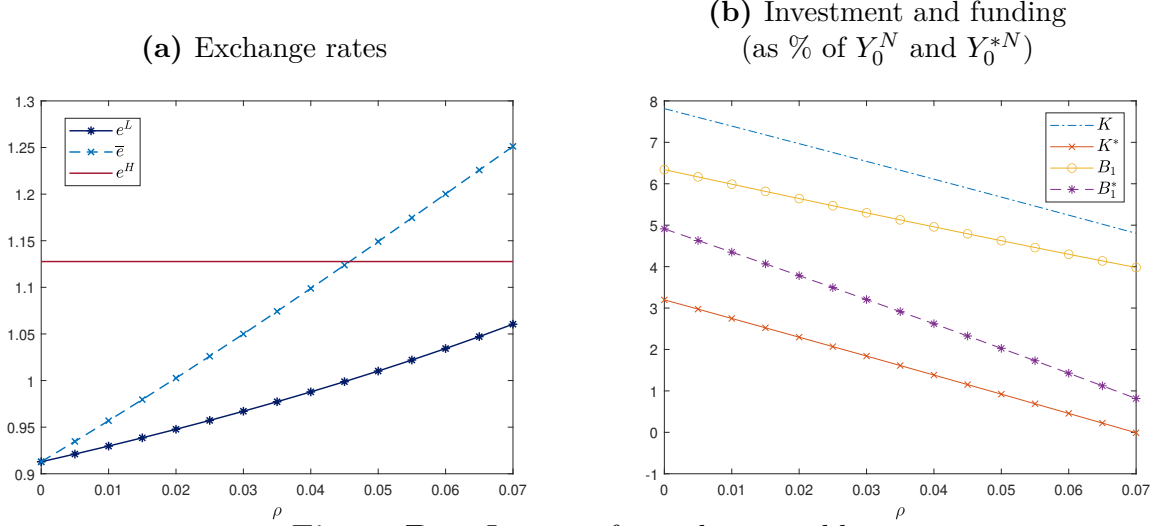 (a) Exchange rates
1.3
1.25
1.2
1.15
1.1
1.05
1
0.95
0.9
0 0.01 0.02 0.03 0.04 0.05 0.06 0.07
ρ
e^L
e̅
e^H
(b) Investment and funding
(as % of Y_0^N and Y_0^{*N})
8
7
6
5
4
3
2
1
0
-1
0 0.01 0.02 0.03 0.04 0.05 0.06 0.07
ρ
K
K*
B_1
B_1^*